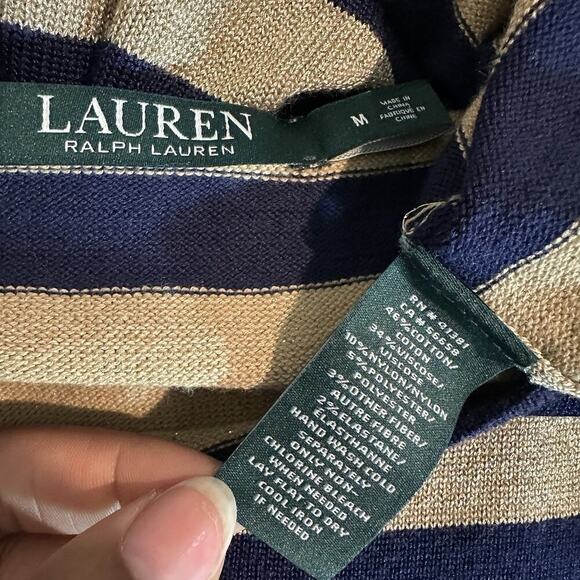 LAUREN
RALPH LAUREN
M
MADE IN
CHINA
FABRIQUÉ EN
CHINE
RN# 41381
CA# 56658
46%COTTON/
COTON
34%VISCOSE/
VISCOSE
10%NYLON/NYLON
5%POLYESTER/
POLYESTER
3%OTHER FIBER/
AUTRE FIBRE
2%ELASTANE/
ELASTHANNE
HAND WASH COLD
SEPARATELY
ONLY NON-
CHLORINE BLEACH
WHEN NEEDED
LAY FLAT TO DRY
COOL IRON
IF NEEDED